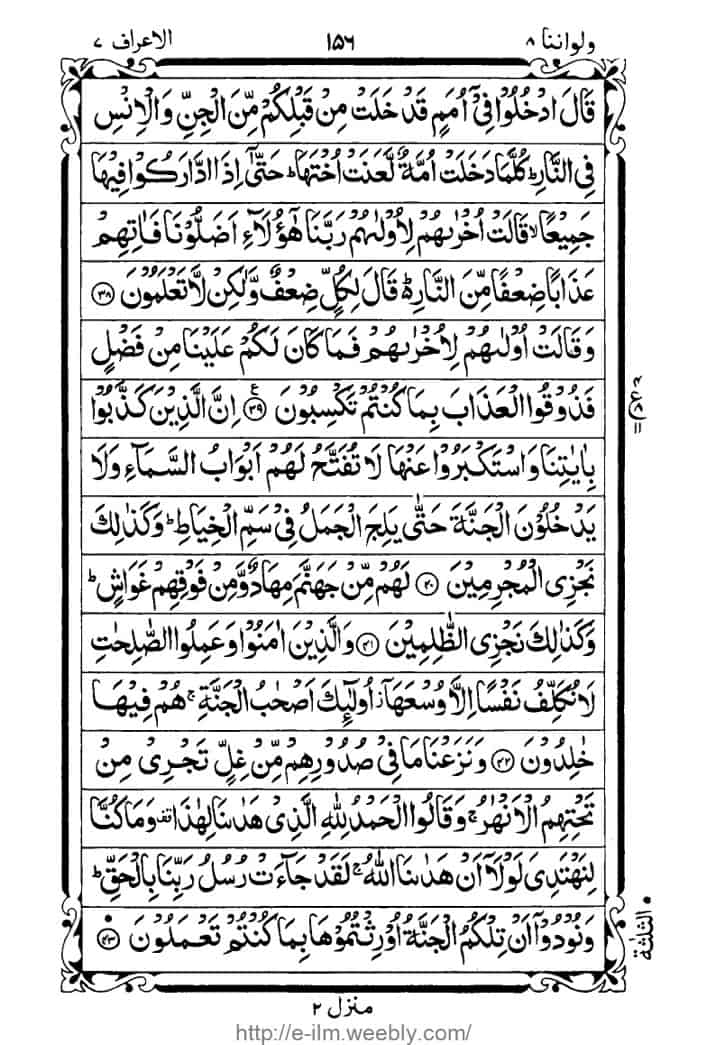 ولواننا ۸ ۱۵۶ الاعراف ۷
قَالَ ادْخُلُوْا فِیْۤ اُمَمٍ قَدْ خَلَتْ مِنْ قَبْلِكُمْ مِّنَ الْجِنِّ وَالْاِنْسِ
فِی النَّارِؕ كُلَّمَا دَخَلَتْ اُمَّةٌ لَّعَنَتْ اُخْتَهَاؕ حَتّٰۤی اِذَا ادَّارَكُوْا فِیْهَا
جَمِیْعًاۙ قَالَتْ اُخْرٰىهُمْ لِاُوْلٰىهُمْ رَبَّنَا هٰۤؤُلَآءِ اَضَلُّوْنَا فَاٰتِهِمْ
عَذَابًا ضِعْفًا مِّنَ النَّارِ۬ؕ قَالَ لِكُلٍّ ضِعْفٌ وَّلٰكِنْ لَّا تَعْلَمُوْنَ ﴿۳۸﴾
وَقَالَتْ اُوْلٰىهُمْ لِاُخْرٰىهُمْ فَمَا كَانَ لَكُمْ عَلَیْنَا مِنْ فَضْلٍ
فَذُوْقُوا الْعَذَابَ بِمَا كُنْتُمْ تَكْسِبُوْنَ ﴿۳۹﴾ۧ اِنَّ الَّذِیْنَ كَذَّبُوْا
بِاٰیٰتِنَا وَاسْتَكْبَرُوْا عَنْهَا لَا تُفَتَّحُ لَهُمْ اَبْوَابُ السَّمَآءِ وَلَا
یَدْخُلُوْنَ الْجَنَّةَ حَتّٰی یَلِجَ الْجَمَلُ فِیْ سَمِّ الْخِیَاطِؕ وَكَذٰلِكَ
نَجْزِی الْمُجْرِمِیْنَ ﴿۴۰﴾ لَهُمْ مِّنْ جَهَنَّمَ مِهَادٌ وَّمِنْ فَوْقِهِمْ غَوَاشٍؕ
وَكَذٰلِكَ نَجْزِی الظّٰلِمِیْنَ ﴿۴۱﴾ وَالَّذِیْنَ اٰمَنُوْا وَعَمِلُوا الصّٰلِحٰتِ
لَا نُكَلِّفُ نَفْسًا اِلَّا وُسْعَهَاۤؗ اُولٰٓىِٕكَ اَصْحٰبُ الْجَنَّةِۚ هُمْ فِیْهَا
خٰلِدُوْنَ ﴿۴۲﴾ وَنَزَعْنَا مَا فِیْ صُدُوْرِهِمْ مِّنْ غِلٍّ تَجْرِیْ مِنْ
تَحْتِهِمُ الْاَنْهٰرُۚ وَقَالُوا الْحَمْدُ لِلّٰهِ الَّذِیْ هَدٰىنَا لِهٰذَا۫ وَمَا كُنَّا
لِنَهْتَدِیَ لَوْلَاۤ اَنْ هَدٰىنَا اللّٰهُۚ لَقَدْ جَآءَتْ رُسُلُ رَبِّنَا بِالْحَقِّؕ
وَنُوْدُوْۤا اَنْ تِلْكُمُ الْجَنَّةُ اُوْرِثْتُمُوْهَا بِمَا كُنْتُمْ تَعْمَلُوْنَ ﴿۴۳﴾
۴
ع
۸
۱۱
الثلثة
منزل ۲
http://e-ilm.weebly.com/